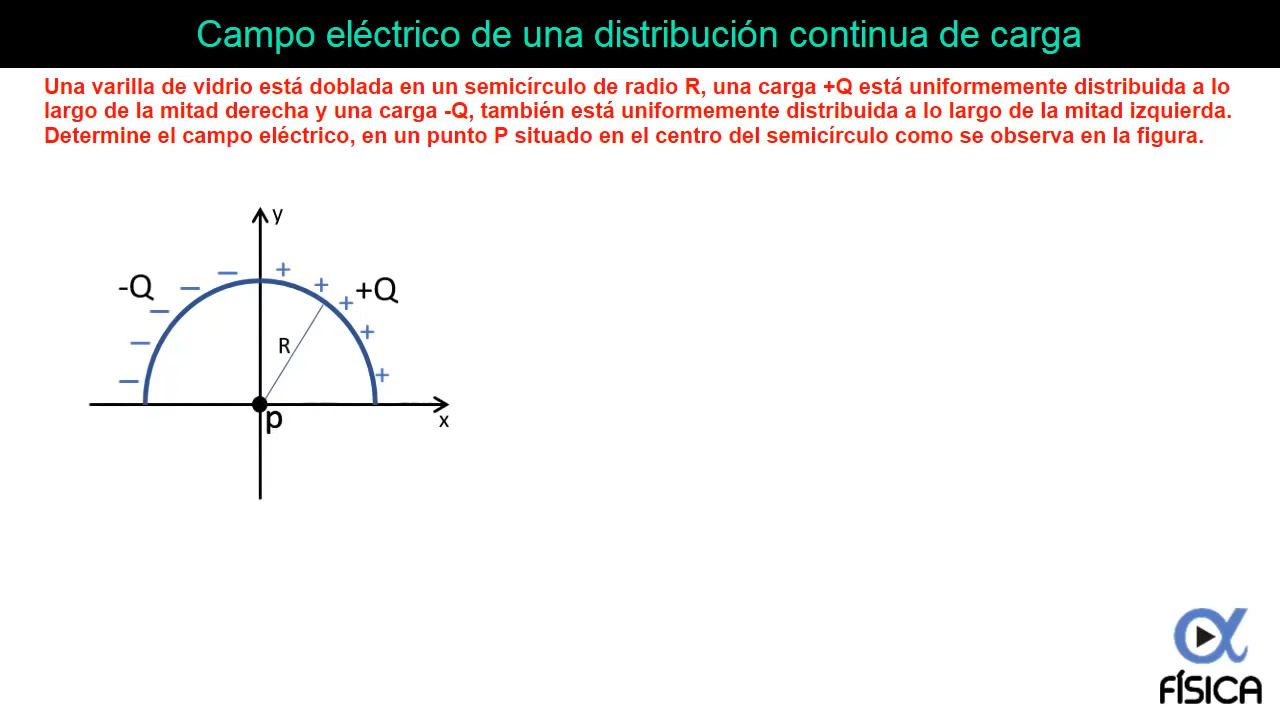 Campo eléctrico de una distribución continua de carga
Una varilla de vidrio está doblada en un semicírculo de radio R, una carga +Q está uniformemente distribuida a lo
largo de la mitad derecha y una carga -Q, también está uniformemente distribuida a lo largo de la mitad izquierda.
Determine el campo eléctrico, en un punto P situado en el centro del semicírculo como se observa en la figura.
y
-Q
+Q
R
p
x
FÍSICA